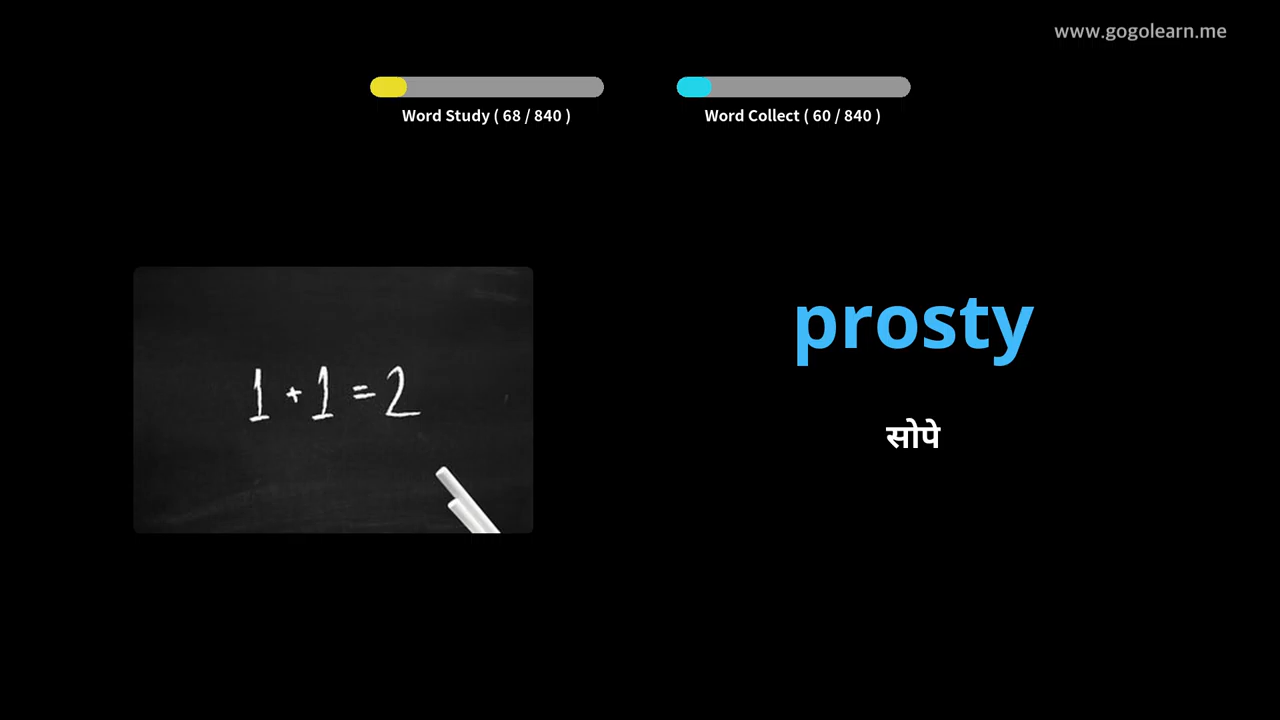 www.gogolearn.me
Word Study ( 68 / 840 )
Word Collect ( 60 / 840 )
1 + 1 = 2
prosty
सोपे